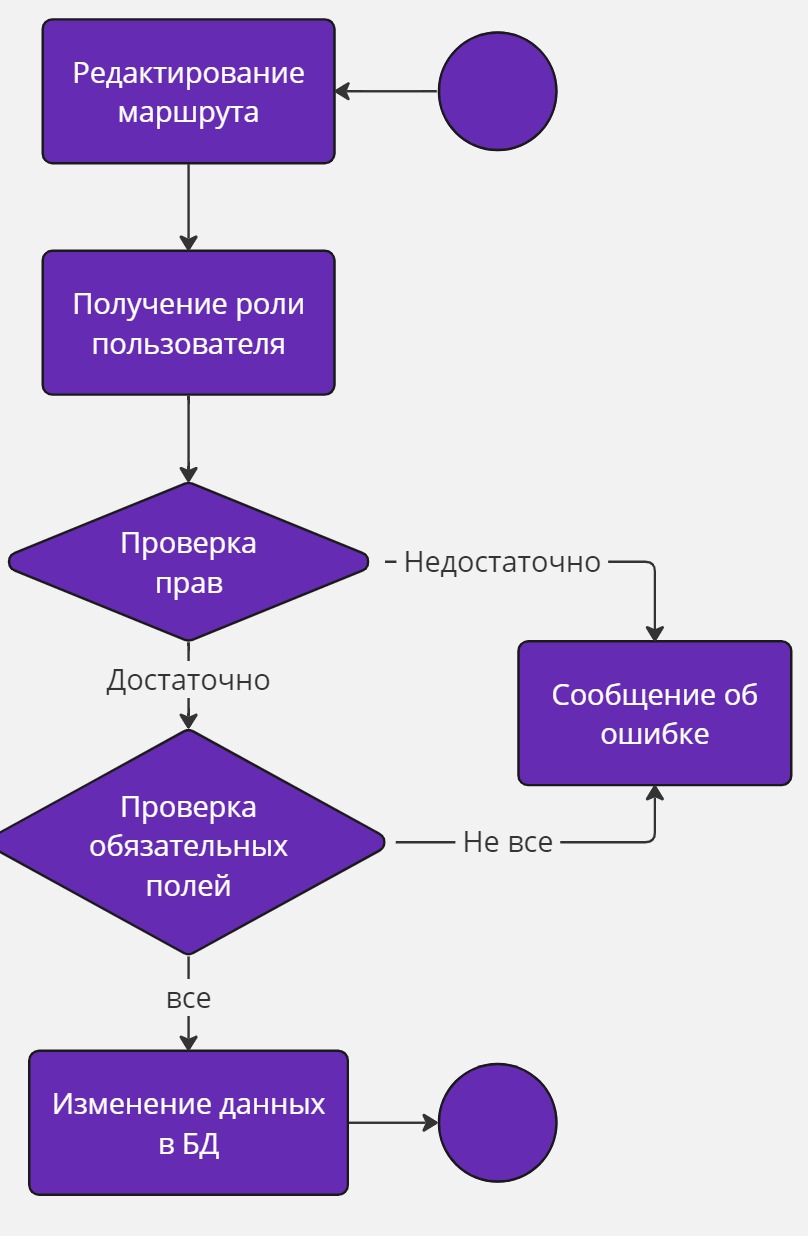 Редактирование
маршрута
Получение роли
пользователя
Проверка
прав
Недостаточно
Достаточно
Сообщение об
ошибке
Проверка
обязательных
полей
Не все
все
Изменение данных
в БД